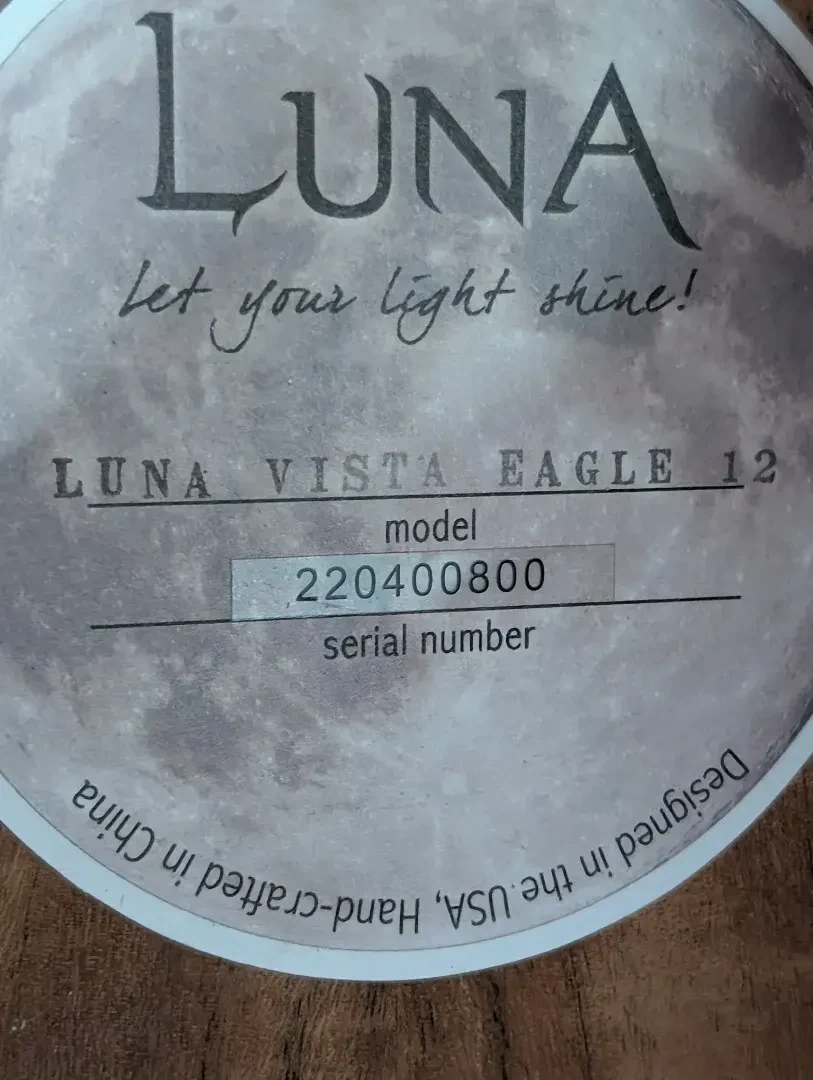 LUNA
let your light shine!
LUNA VISTA EAGLE 12
model
220400800
serial number
Designed in the USA, Hand-crafted in China